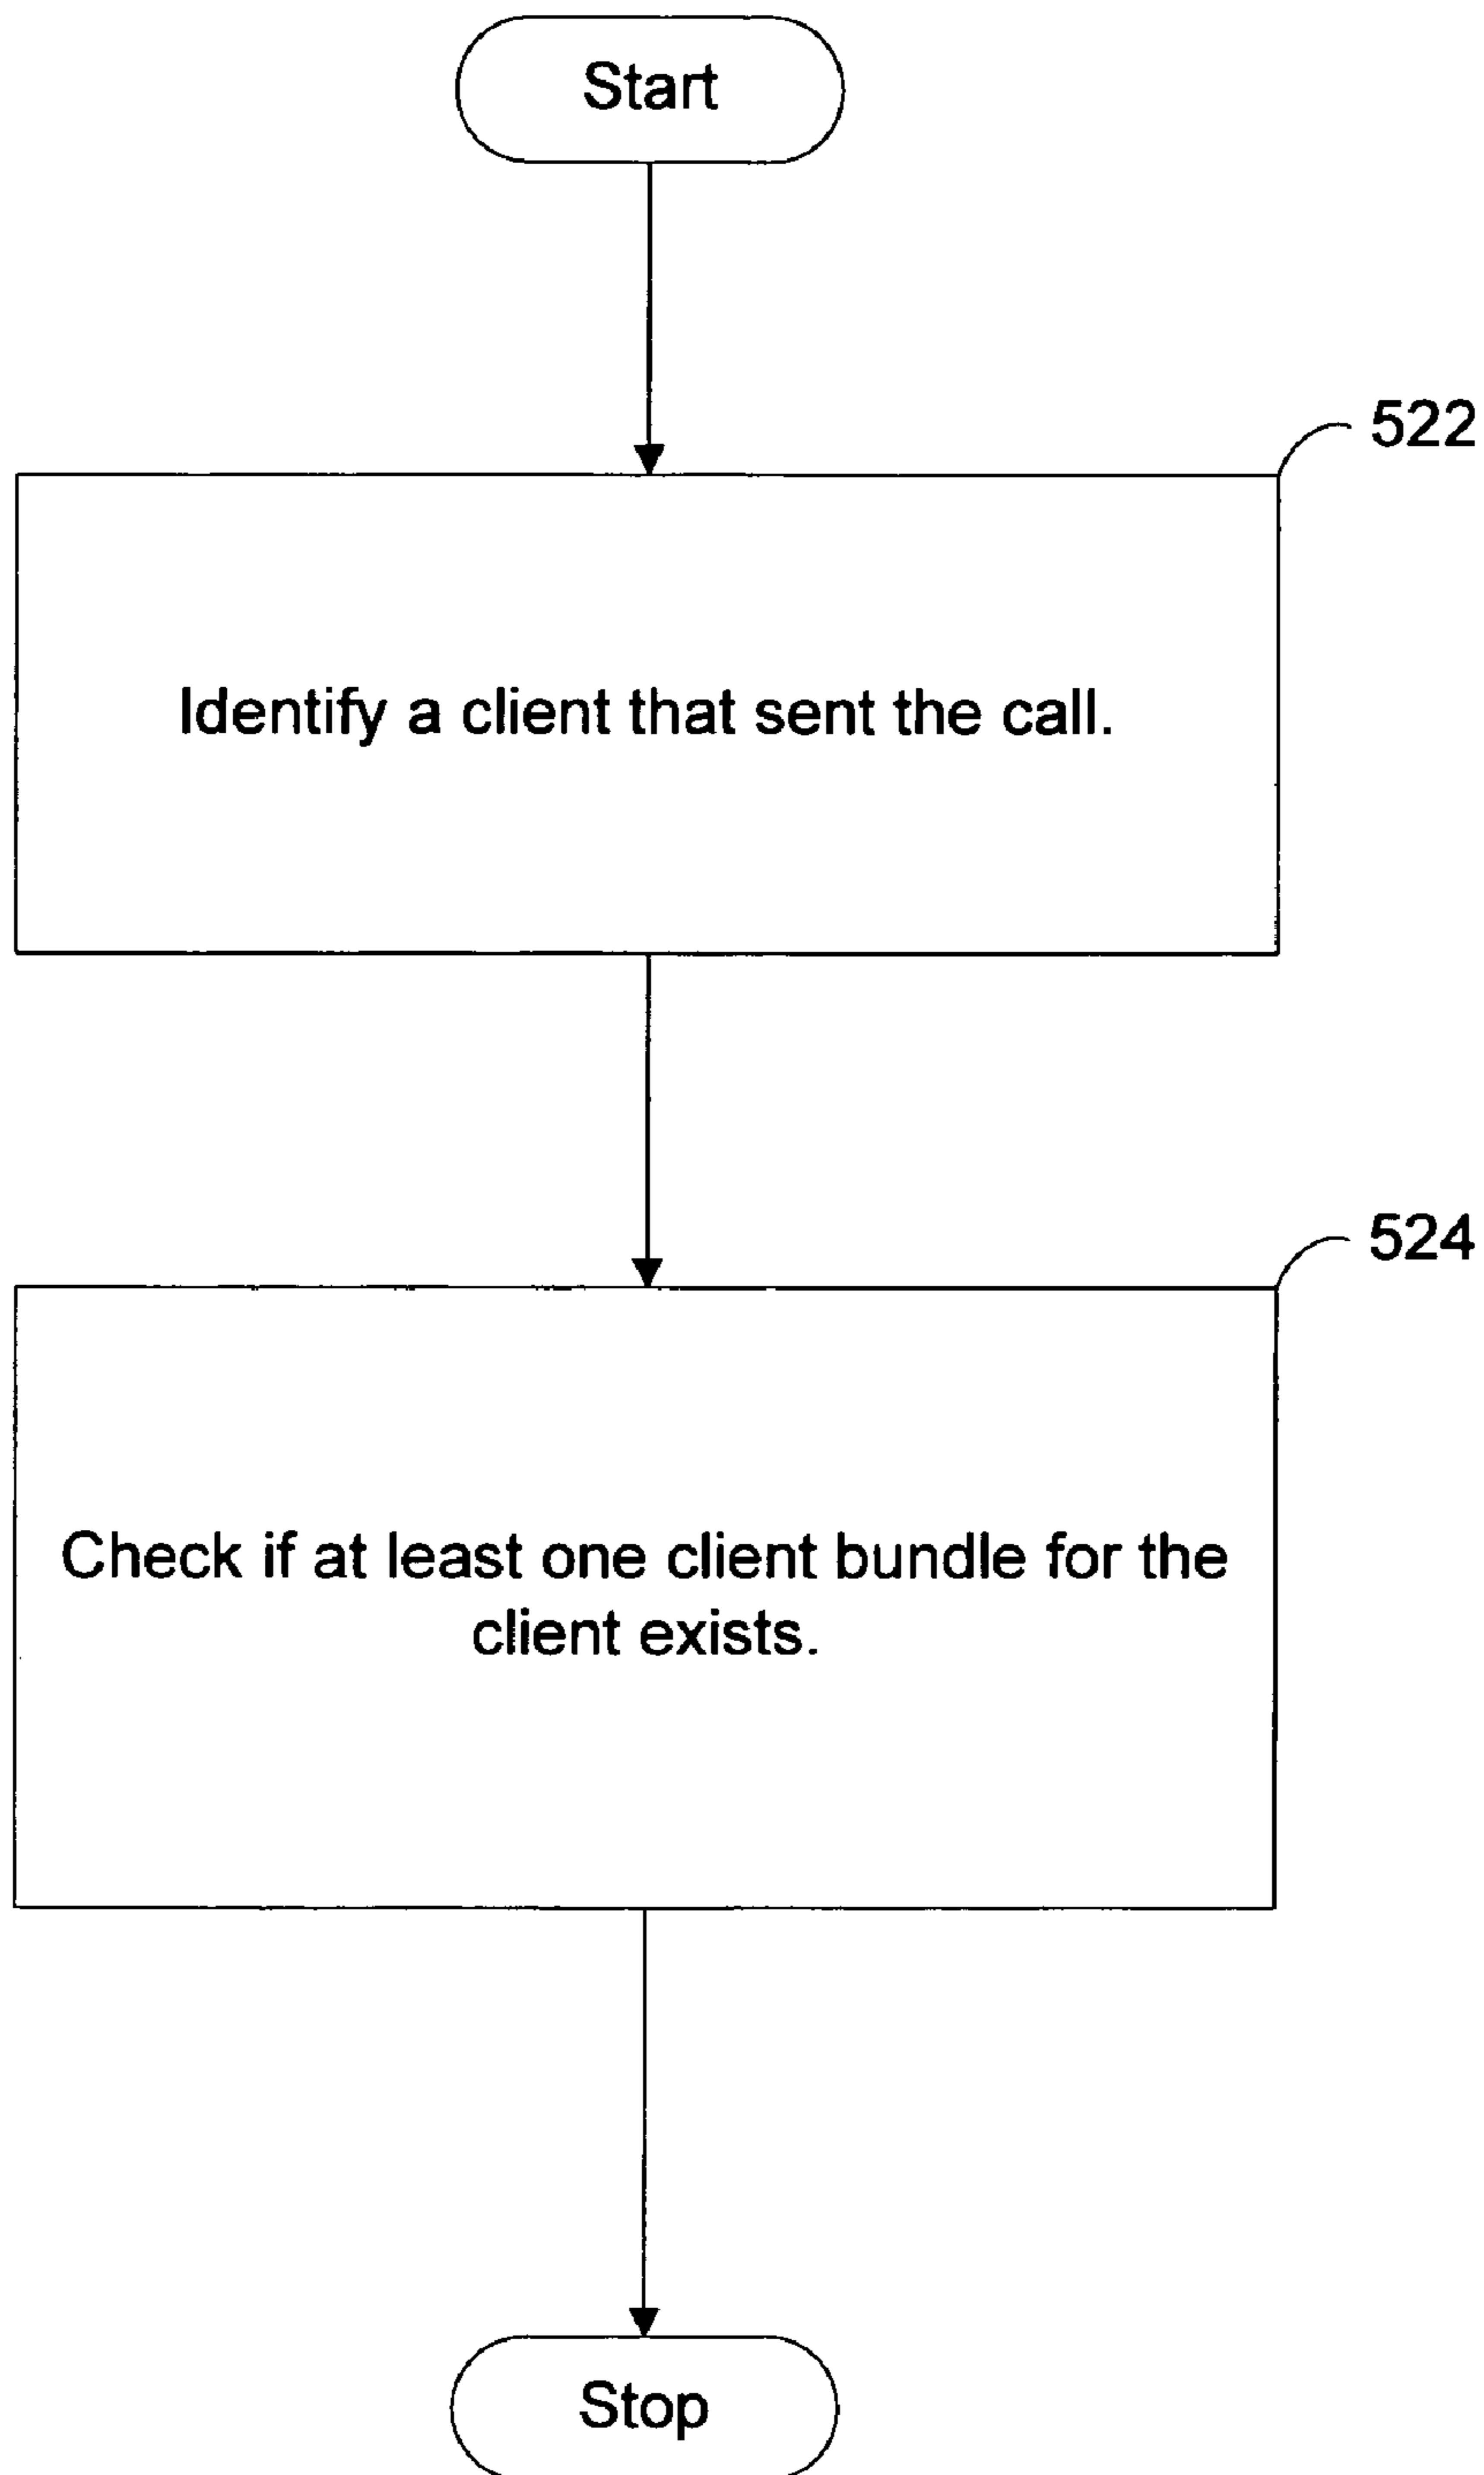 Start
522
Identify a client that sent the call.
524
Check if at least one client bundle for the
client exists.
Stop